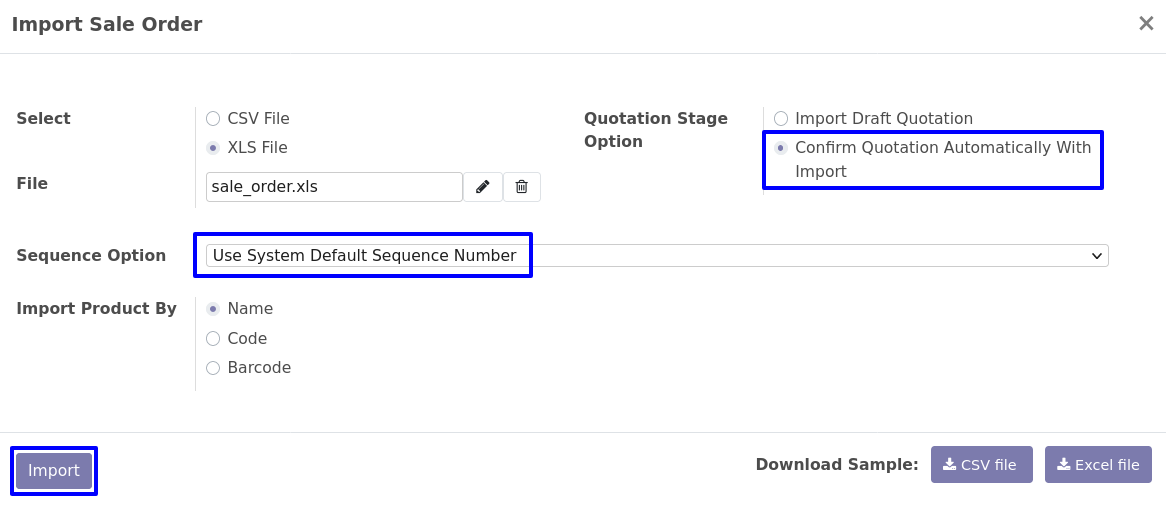 Import Sale Order
Select
CSV File
XLS File
File
sale_order.xls
Quotation Stage
Option
Import Draft Quotation
Confirm Quotation Automatically With
Import
Sequence Option
Use System Default Sequence Number
Import Product By
Name
Code
Barcode
Import
Download Sample:
CSV file
Excel file